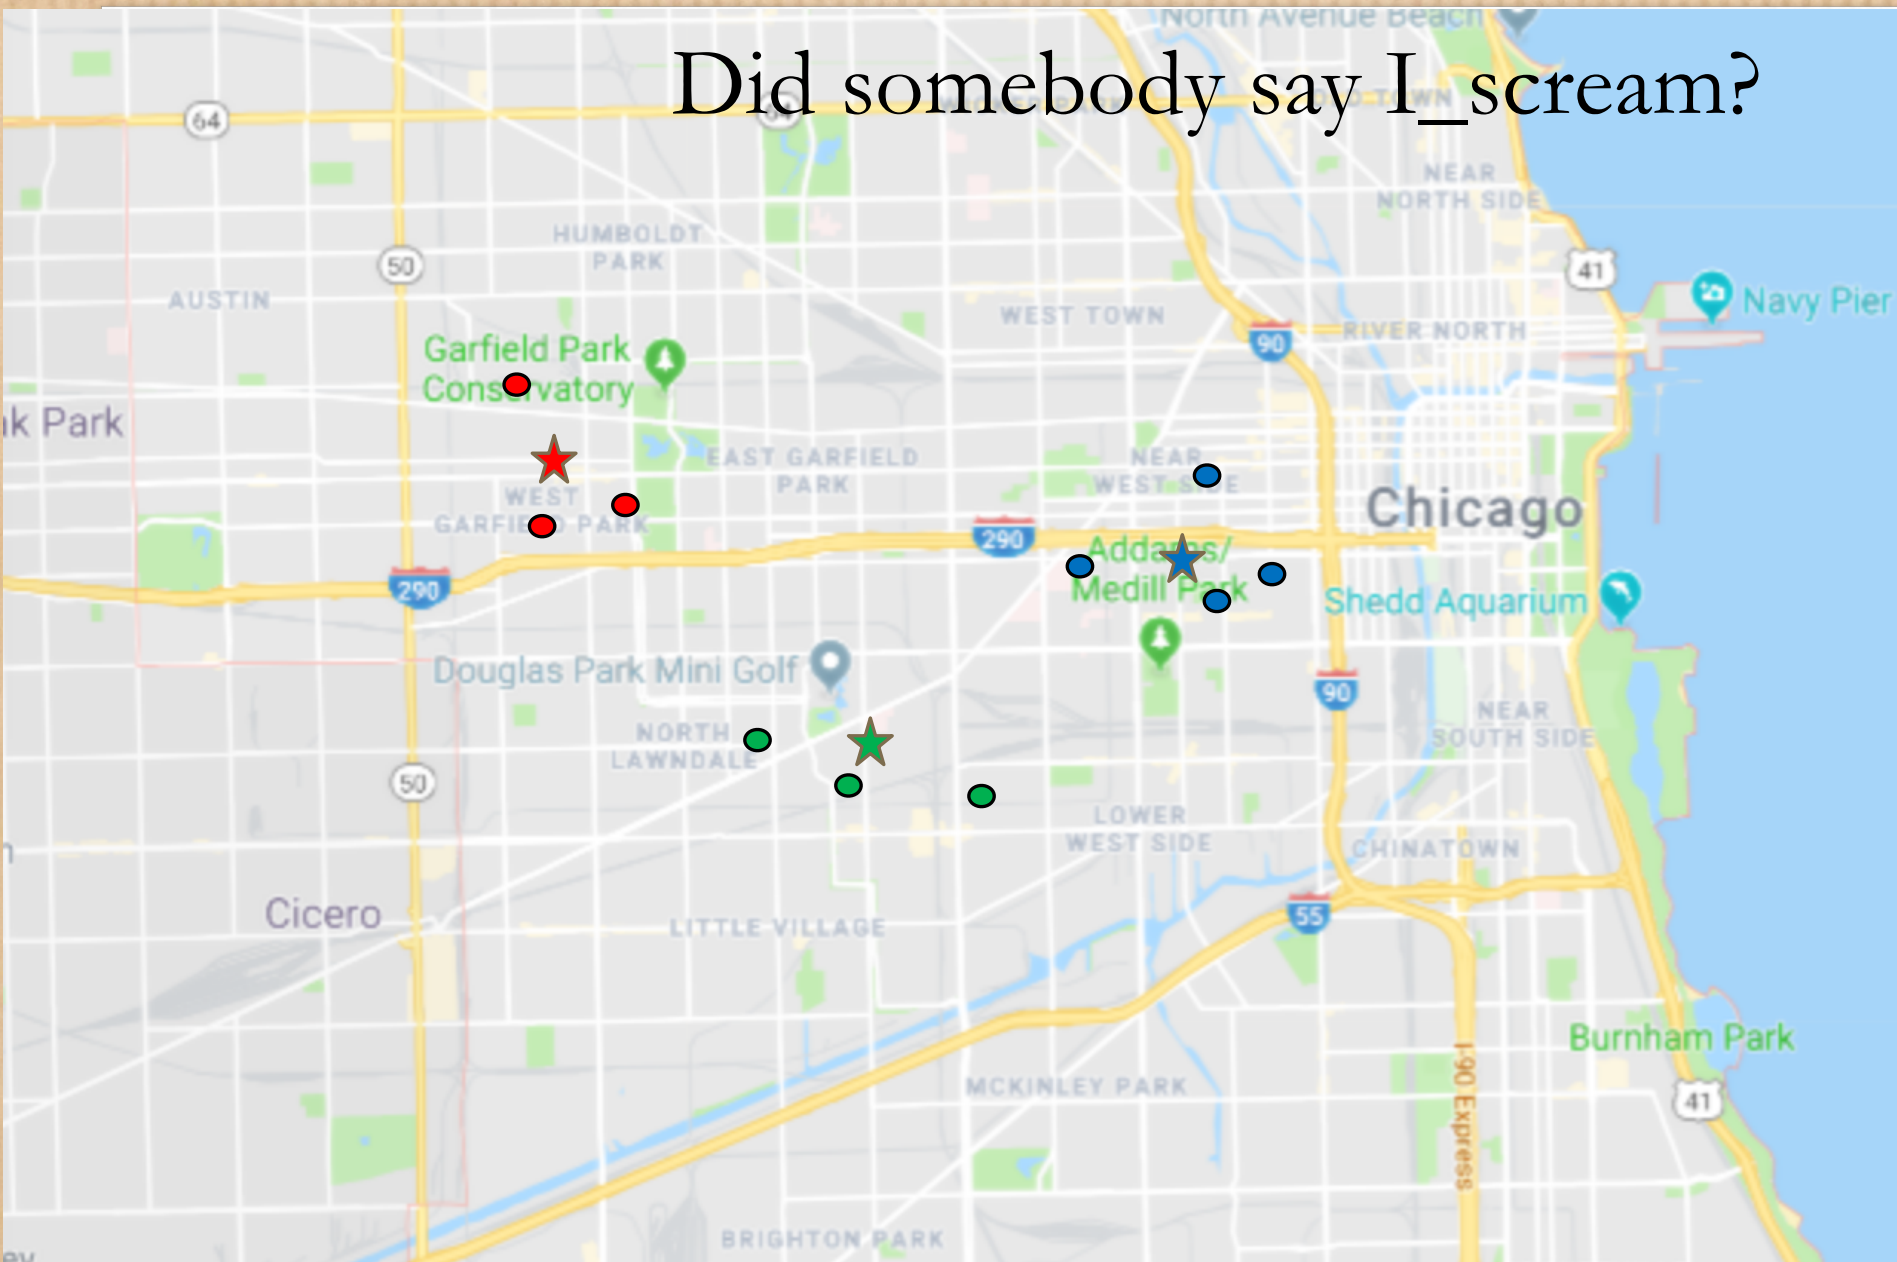 North Avenue Beach
Did somebody say I_scream?
64
OLD TOWN
NEAR
NORTH SIDE
HUMBOLDT
PARK
50
41
AUSTIN
Navy Pier
WEST TOWN
RIVER NORTH
90
Garfield Park
Conservatory
ak Park
EAST GARFIELD
PARK
NEAR
WEST SIDE
WEST
GARFIELD PARK
Chicago
290
Addams/
Medill Park
290
Shedd Aquarium
Douglas Park Mini Golf
90
NORTH
LAWNDALE
NEAR
SOUTH SIDE
50
LOWER
WEST SIDE
CHINATOWN
Cicero
LITTLE VILLAGE
55
Burnham Park
I-90 Express
MCKINLEY PARK
41
BRIGHTON PARK